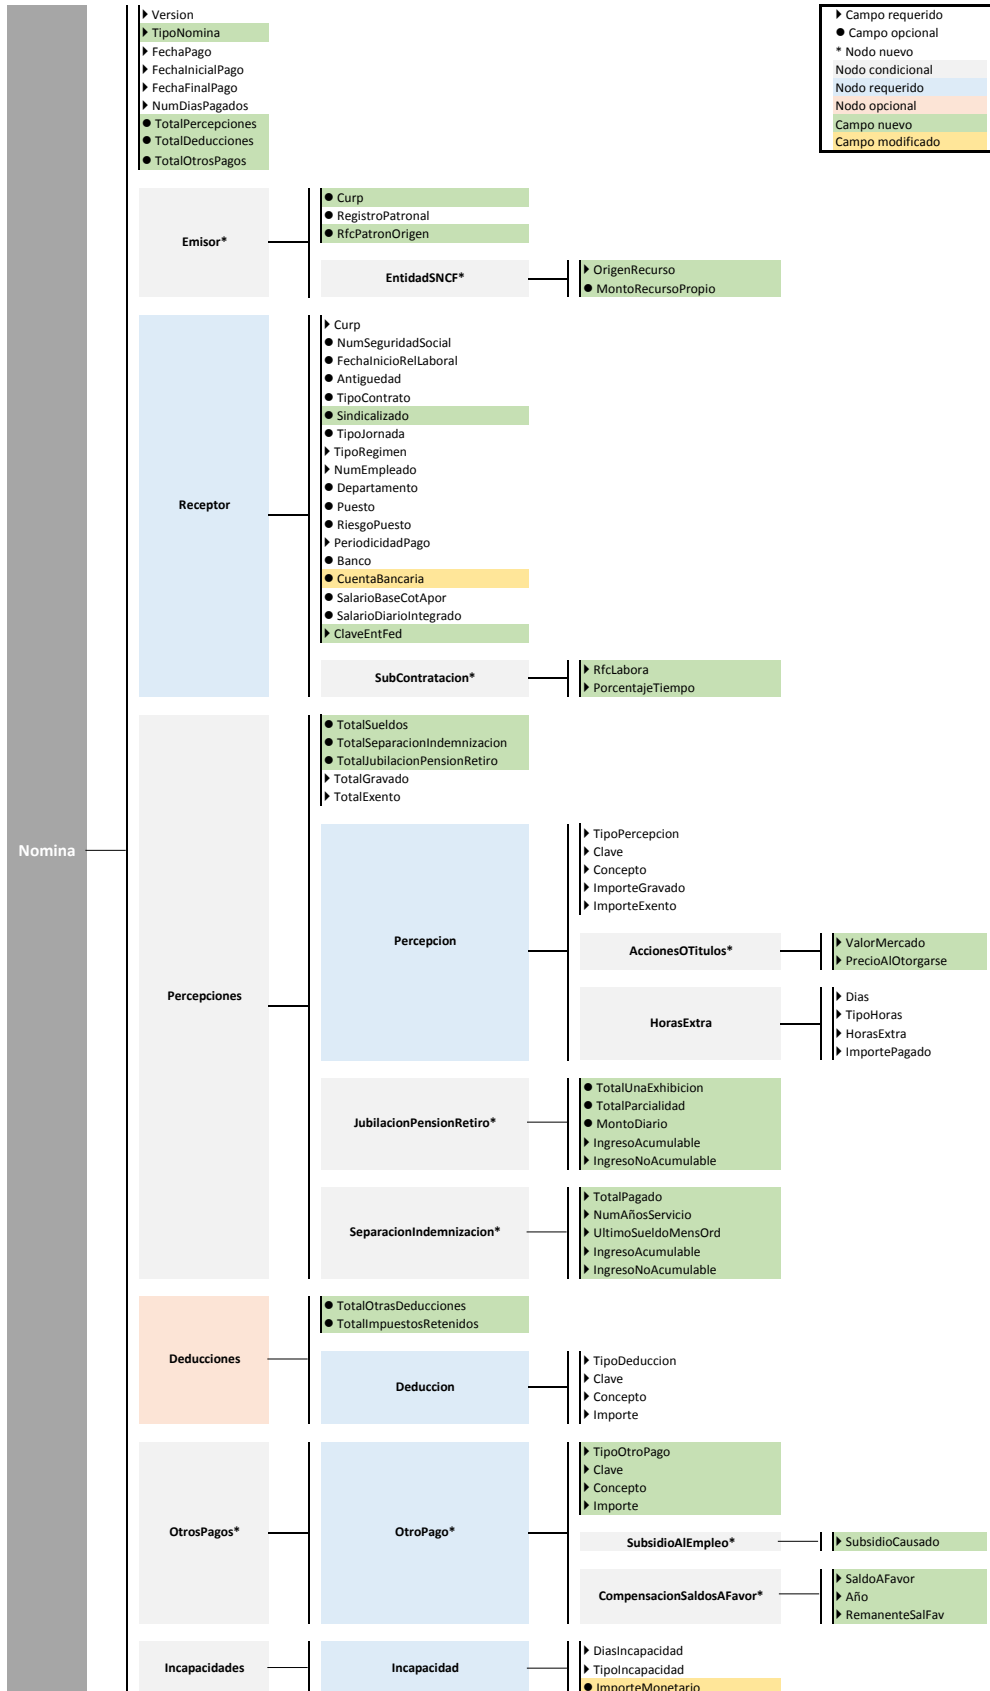 Version
TipoNomina
FechaPago
FechaInicialPago
FechaFinalPago
NumDiasPagados
● TotalPercepciones
● TotalDeducciones
● TotalOtrosPagos
Campo requerido
● Campo opcional
* Nodo nuevo
Nodo condicional
Nodo requerido
Nodo opcional
Campo nuevo
Campo modificado
Nomina
Emisor*
● Curp
● RegistroPatronal
● RfcPatronOrigen
EntidadSNCF*
OrigenRecurso
● MontoRecursoPropio
Receptor
Curp
● NumSeguridadSocial
● FechaInicioRelLaboral
● Antiguedad
● TipoContrato
● Sindicalizado
● TipoJornada
TipoRegimen
NumEmpleado
● Departamento
● Puesto
● RiesgoPuesto
PeriodicidadPago
● Banco
● CuentaBancaria
● SalarioBaseCotApor
● SalarioDiarioIntegrado
ClaveEntFed
SubContratacion*
RfcLabora
PorcentajeTiempo
Percepciones
● TotalSueldos
● TotalSeparacionIndemnizacion
● TotalJubilacionPensionRetiro
TotalGravado
TotalExento
Percepcion
TipoPercepcion
Clave
Concepto
ImporteGravado
ImporteExento
AccionesOTitulos*
ValorMercado
PrecioAlOtorgarse
HorasExtra
Dias
TipoHoras
HorasExtra
ImportePagado
JubilacionPensionRetiro*
● TotalUnaExhibicion
● TotalParcialidad
● MontoDiario
IngresoAcumulable
IngresoNoAcumulable
SeparacionIndemnizacion*
TotalPagado
NumAñosServicio
UltimoSueldoMensOrd
IngresoAcumulable
IngresoNoAcumulable
Deducciones
● TotalOtrasDeducciones
● TotalImpuestosRetenidos
Deduccion
TipoDeduccion
Clave
Concepto
Importe
OtrosPagos*
OtroPago*
TipoOtroPago
Clave
Concepto
Importe
SubsidioAlEmpleo*
SubsidioCausado
CompensacionSaldosAFavor*
SaldoAFavor
Año
RemanenteSalFav
Incapacidades
Incapacidad
DiasIncapacidad
TipoIncapacidad
● ImporteMonetario